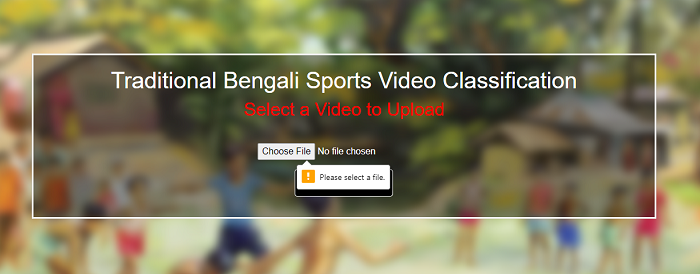 Traditional Bengali Sports Video Classification
Select a Video to Upload
Choose File No file chosen
Please select a file.